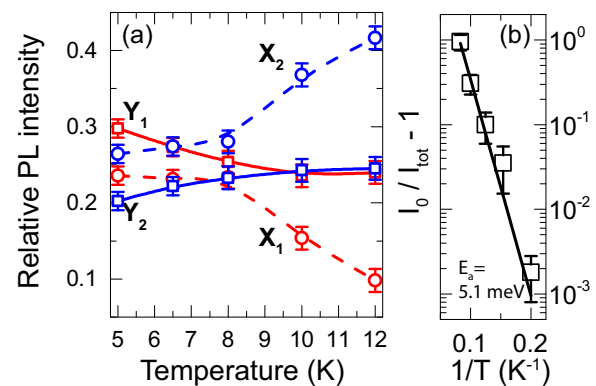 (a)
(b)
0.4
0.3
0.2
0.1
Relative PL intensity
X₂
Y₁
Y₂
X₁
5 6 7 8 9 10 11 12
Temperature (K)
I₀ / Iₜₒₜ - 1
10⁰
10⁻¹
10⁻²
10⁻³
Eₐ=
5.1 meV
0.1 0.2
1/T (K⁻¹)